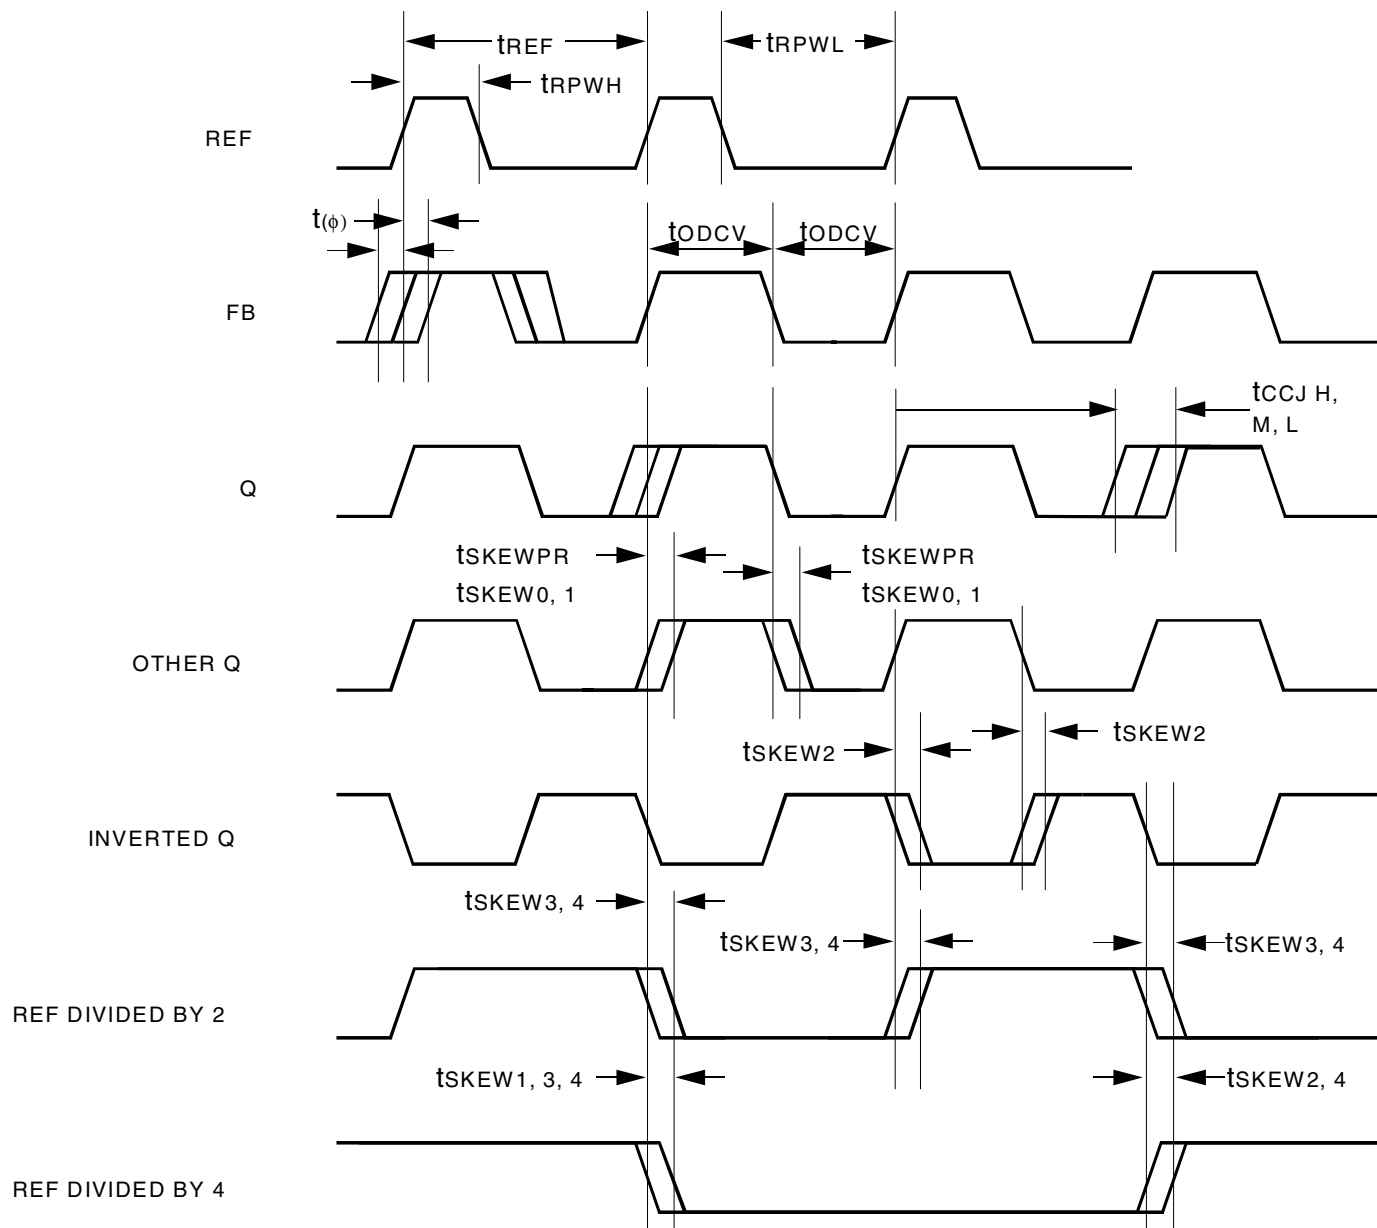 tREF
tRPWL
tRPWH
REF
t(ϕ)
tODCV
tODCV
FB
tCCJ H,
M, L
Q
tSKEWPR
tSKEW0, 1
tSKEWPR
tSKEW0, 1
OTHER Q
tSKEW2
tSKEW2
INVERTED Q
tSKEW3, 4
tSKEW3, 4
tSKEW3, 4
REF DIVIDED BY 2
tSKEW1, 3, 4
tSKEW2, 4
REF DIVIDED BY 4